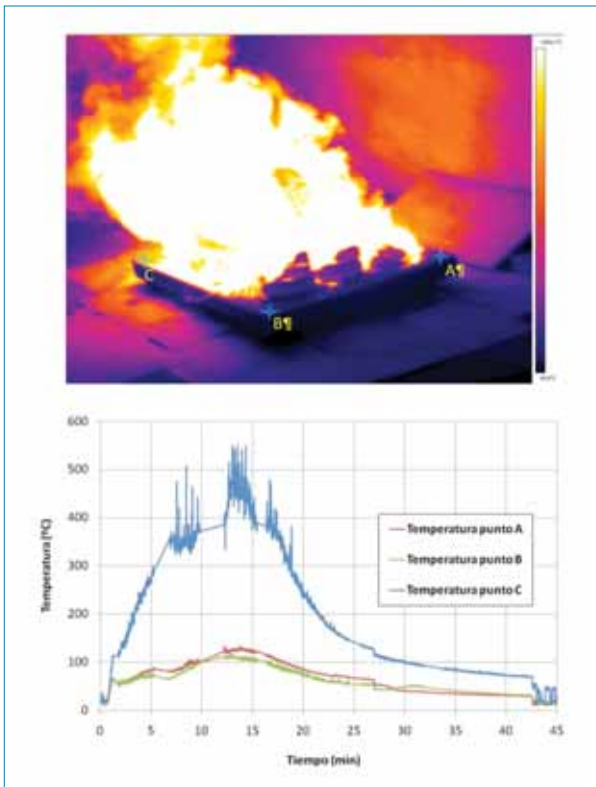 C
B¶
A¶
600
500
400
300
200
100
0
0 5 10 15 20 25 30 35 40 45
Temperatura (ºC)
Tiempo (min)
Temperatura punto A
Temperatura punto B
Temperatura punto C